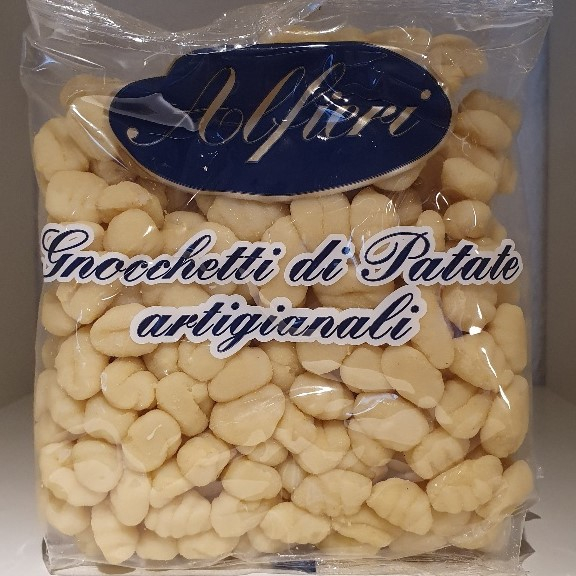 Alfieri
Gnocchetti di Patate
artigianali